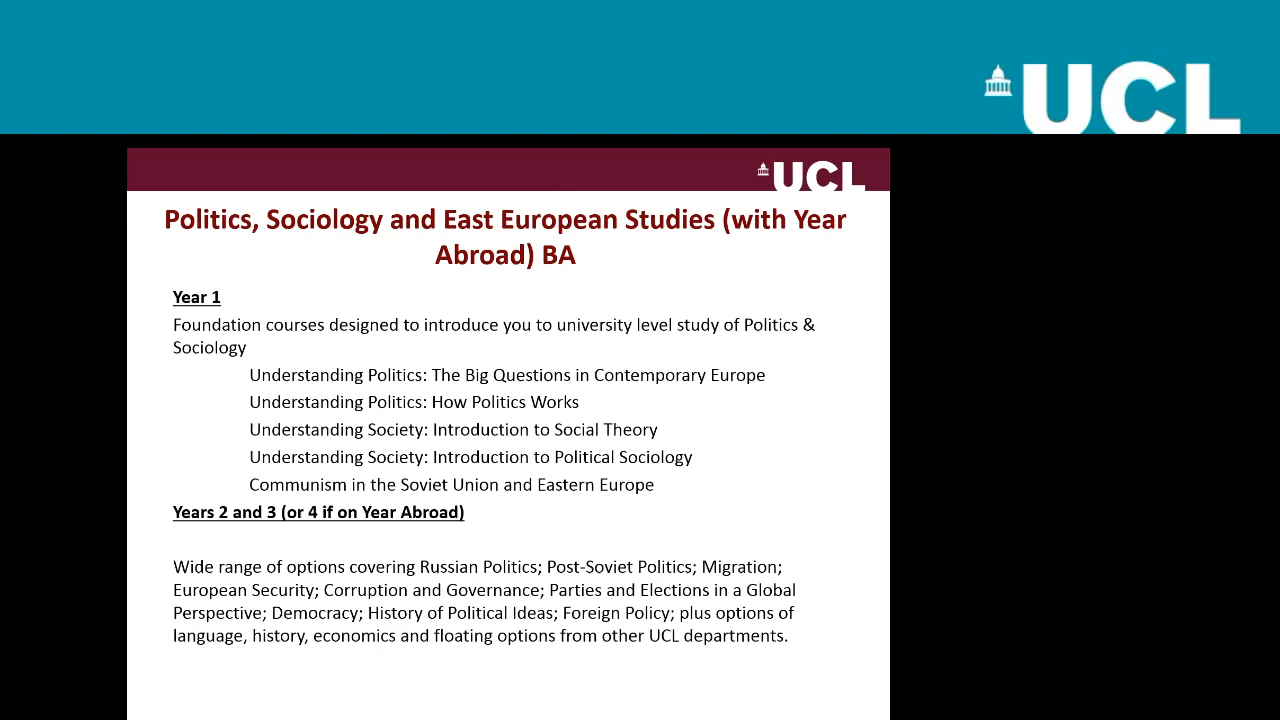 UCL
UCL
Politics, Sociology and East European Studies (with Year
Abroad) BA
Year 1
Foundation courses designed to introduce you to university level study of Politics &
Sociology
Understanding Politics: The Big Questions in Contemporary Europe
Understanding Politics: How Politics Works
Understanding Society: Introduction to Social Theory
Understanding Society: Introduction to Political Sociology
Communism in the Soviet Union and Eastern Europe
Years 2 and 3 (or 4 if on Year Abroad)
Wide range of options covering Russian Politics; Post-Soviet Politics; Migration;
European Security; Corruption and Governance; Parties and Elections in a Global
Perspective; Democracy; History of Political Ideas; Foreign Policy; plus options of
language, history, economics and floating options from other UCL departments.